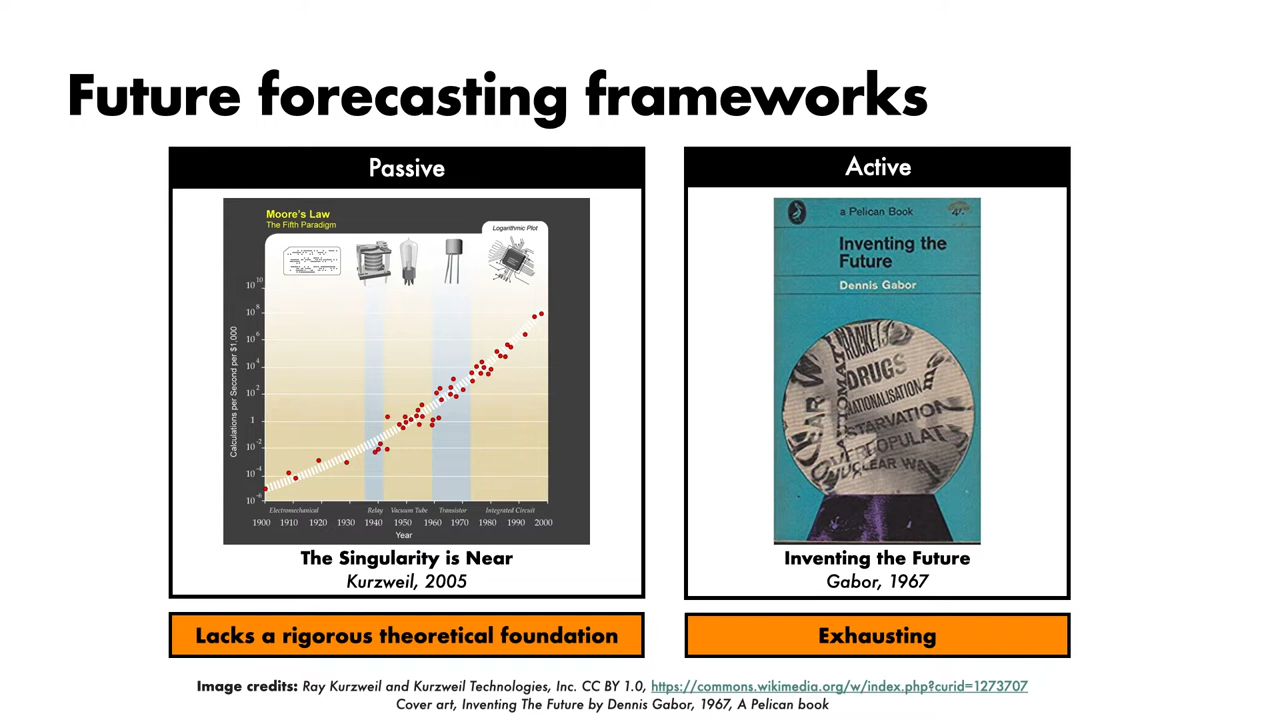 Future forecasting frameworks
Passive
Moore's Law
The Fifth Paradigm
Logarithmic Plot
Calculations per Second per $1,000
10 10
10 8
10 6
10 4
10 2
1
10 -2
10 -4
10 -6
Electromechanical Relay Vacuum Tube Transistor Integrated Circuit
1900 1910 1920 1930 1940 1950 1960 1970 1980 1990 2000
Year
The Singularity is Near
Kurzweil, 2005
Lacks a rigorous theoretical foundation
Active
a Pelican Book 4/-
Inventing the
Future
Dennis Gabor
ROCKETS
DRUGS
NATIONALISATION
STARVATION
OVERPOPULAT
NUCLEAR WAR
AUTOMAT
Inventing the Future
Gabor, 1967
Exhausting
Image credits: Ray Kurzweil and Kurzweil Technologies, Inc. CC BY 1.0, https://commons.wikimedia.org/w/index.php?curid=1273707
Cover art, Inventing The Future by Dennis Gabor, 1967, A Pelican book